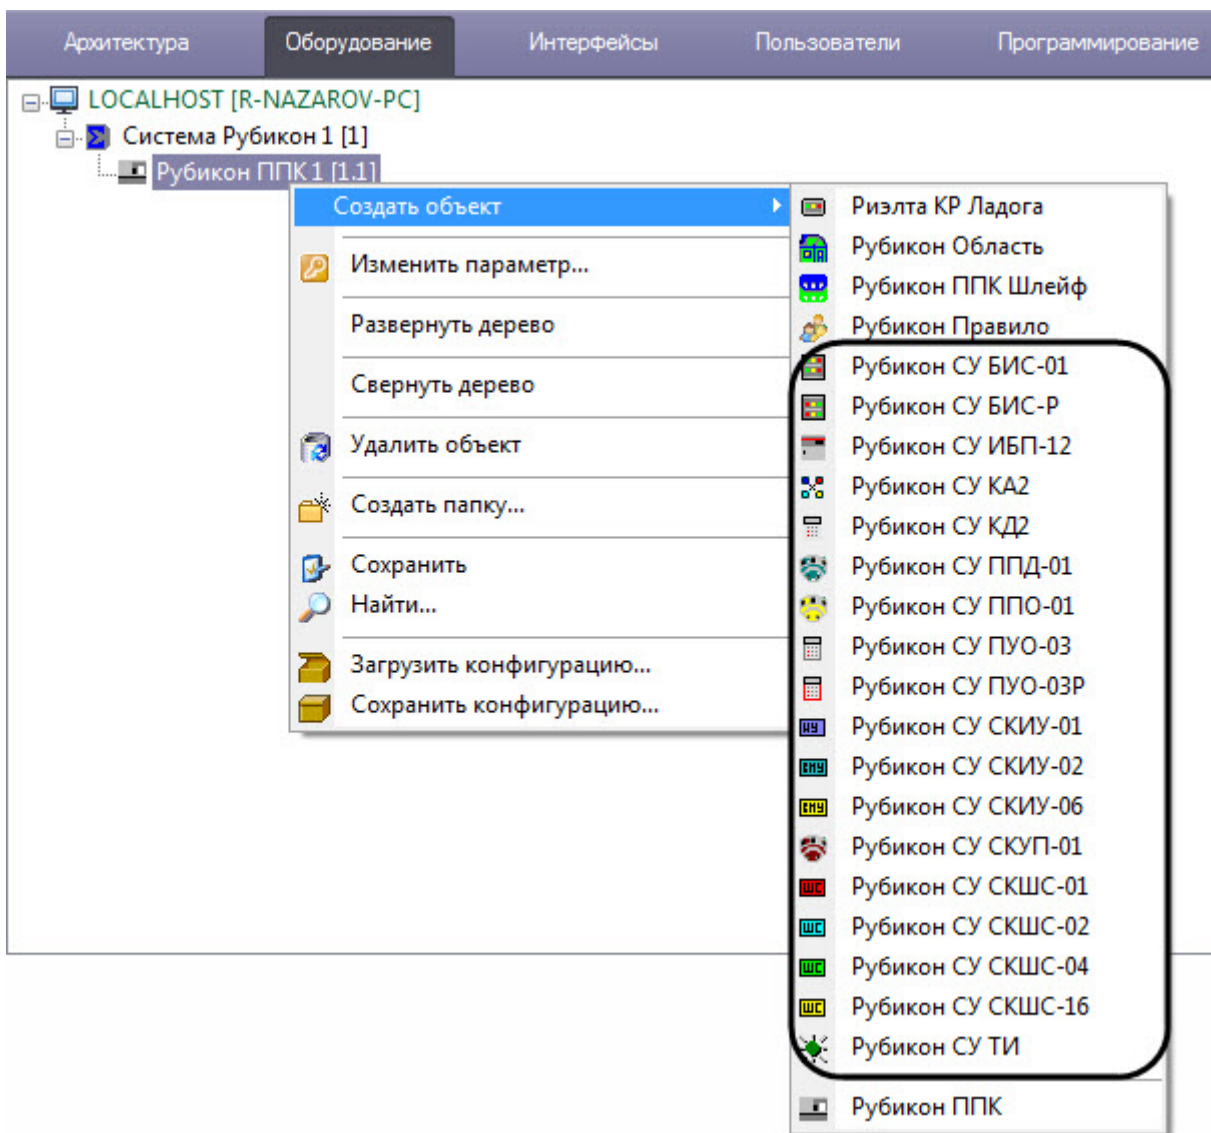 Архитектура Оборудование Интерфейсы Пользователи Программирование
LOCALHOST [R-NAZAROV-PC]
Система Рубикон 1 [1]
Рубикон ППК 1 [1.1]
Создать объект
Изменить параметр...
Развернуть дерево
Свернуть дерево
Удалить объект
Создать папку...
Сохранить
Найти...
Загрузить конфигурацию...
Сохранить конфигурацию...
Риэлта КР Ладога
Рубикон Область
Рубикон ППК Шлейф
Рубикон Правило
Рубикон СУ БИС-01
Рубикон СУ БИС-Р
Рубикон СУ ИБП-12
Рубикон СУ КА2
Рубикон СУ КД2
Рубикон СУ ППД-01
Рубикон СУ ППО-01
Рубикон СУ ПУО-03
Рубикон СУ ПУО-03Р
Рубикон СУ СКИУ-01
Рубикон СУ СКИУ-02
Рубикон СУ СКИУ-06
Рубикон СУ СКУП-01
Рубикон СУ СКШС-01
Рубикон СУ СКШС-02
Рубикон СУ СКШС-04
Рубикон СУ СКШС-16
Рубикон СУ ТИ
Рубикон ППК